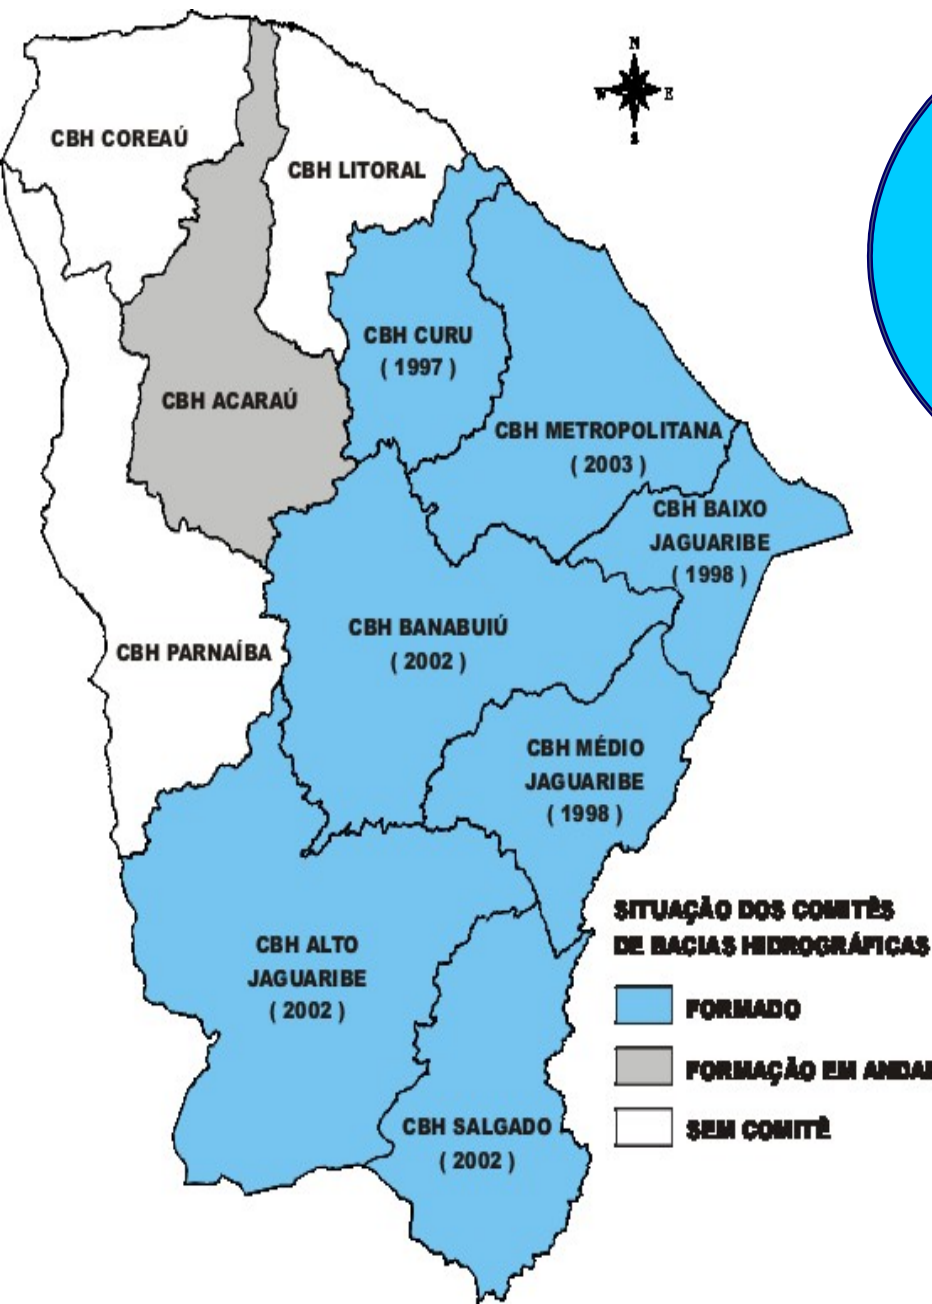 N
W E
S
CBH COREAÚ
CBH LITORAL
CBH CURU
( 1997 )
CBH ACARAÚ
CBH METROPOLITANA
( 2003 )
CBH BAIXO
JAGUARIBE
( 1998 )
CBH BANABUIÚ
( 2002 )
CBH PARNAÍBA
CBH MÉDIO
JAGUARIBE
( 1998 )
CBH ALTO
JAGUARIBE
( 2002 )
CBH SALGADO
( 2002 )
SITUAÇÃO DOS COMITÊS
DE BACIAS HIDROGRÁFICAS
FORMADO
FORMAÇÃO EM
SEM COMITÊ